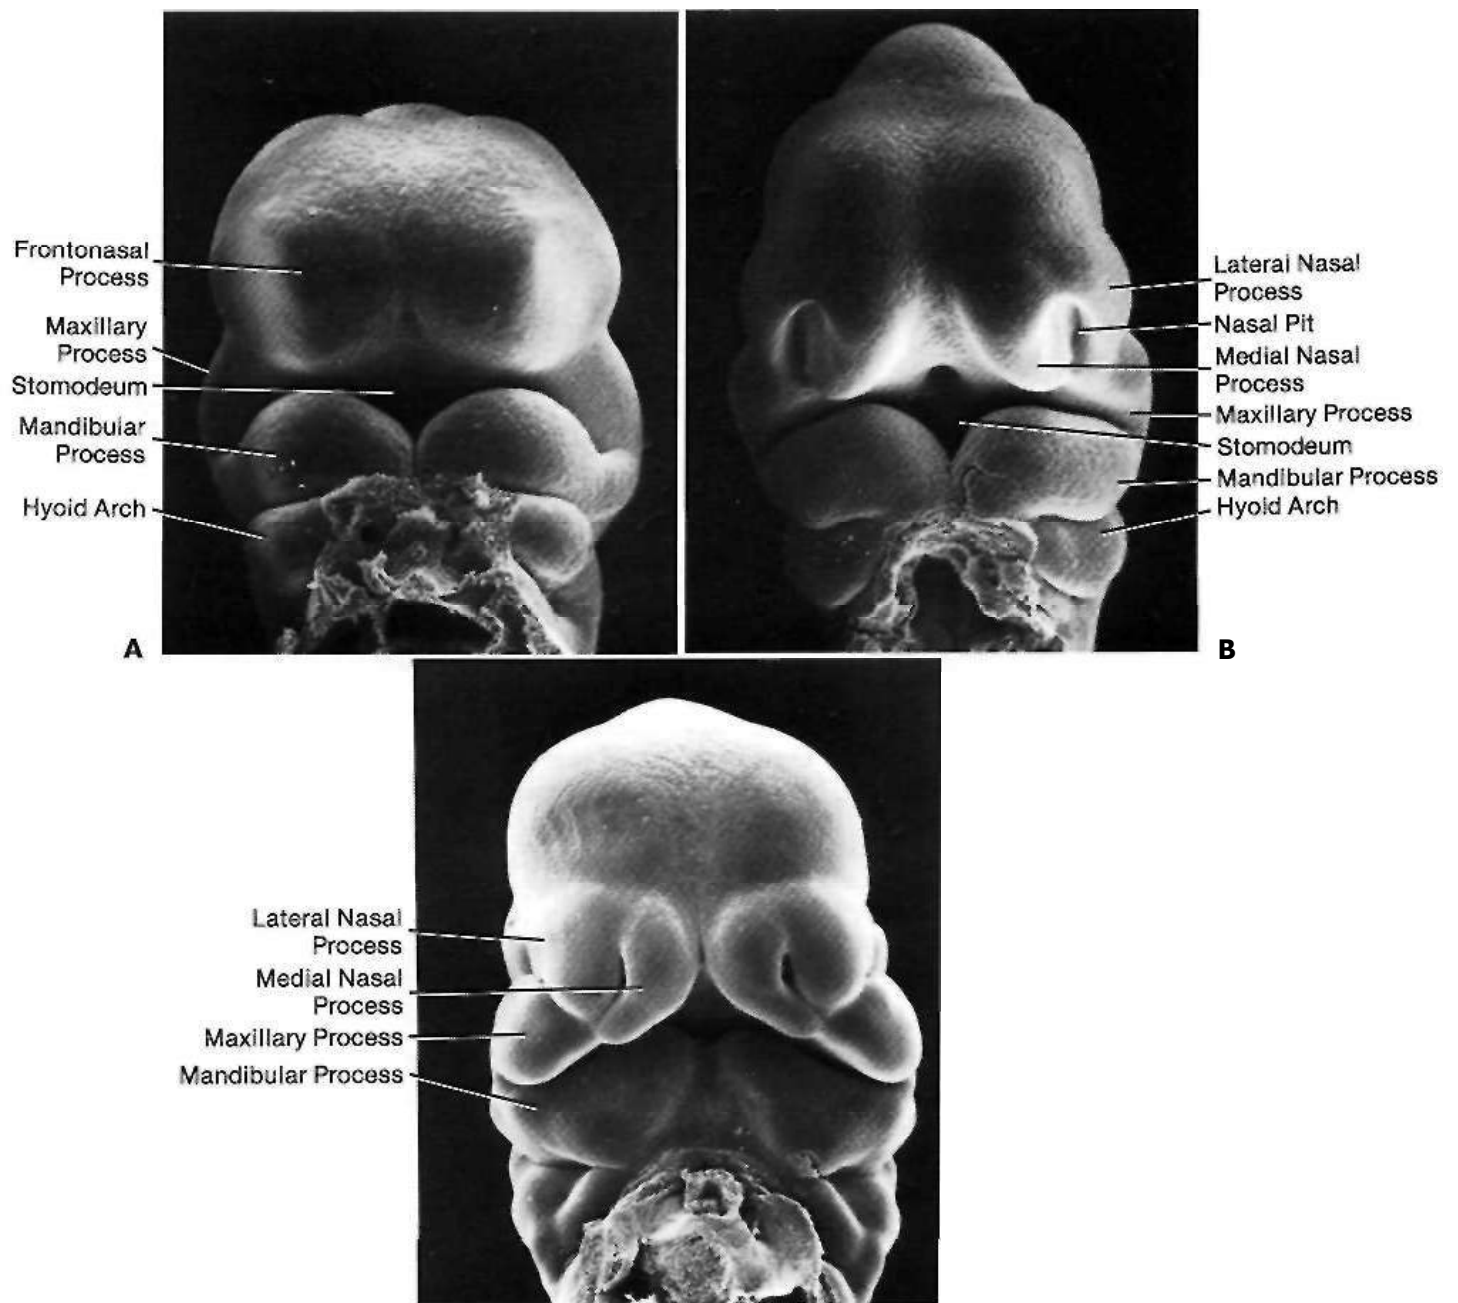 Frontonasal
Process
Maxillary
Process
Stomodeum
Mandibular
Process
Hyoid Arch
A
Lateral Nasal
Process
Nasal Pit
Medial Nasal
Process
Maxillary Process
Stomodeum
Mandibular Process
Hyoid Arch
B
Lateral Nasal
Process
Medial Nasal
Process
Maxillary Process
Mandibular Process